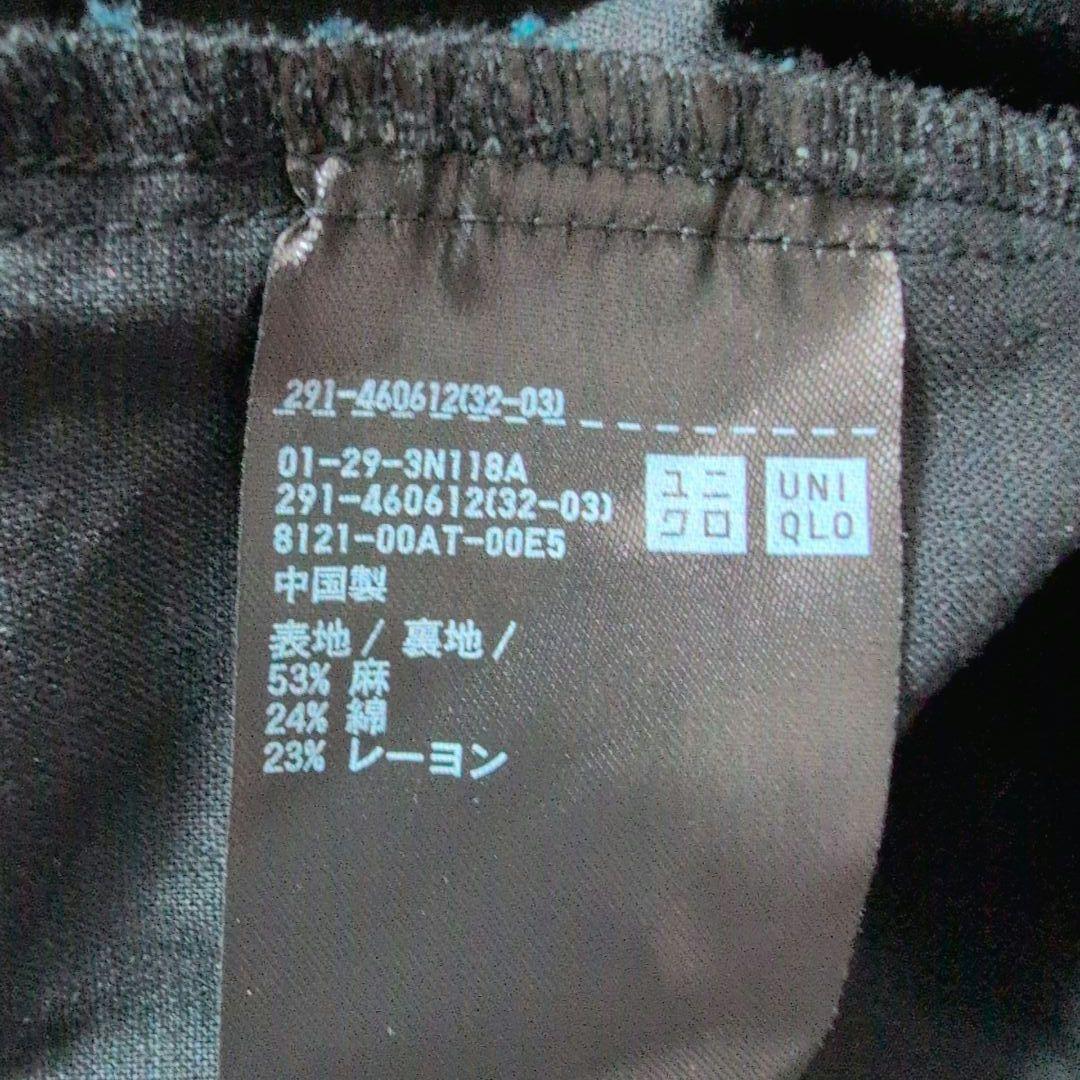 291-460612(32-03)
01-29-3N118A
291-460612(32-03)
8121-00AT-00E5
中国製
表地/ 裏地/
53% 麻
24% 綿
23% レーヨン
ユニ
クロ
UNI
QLO